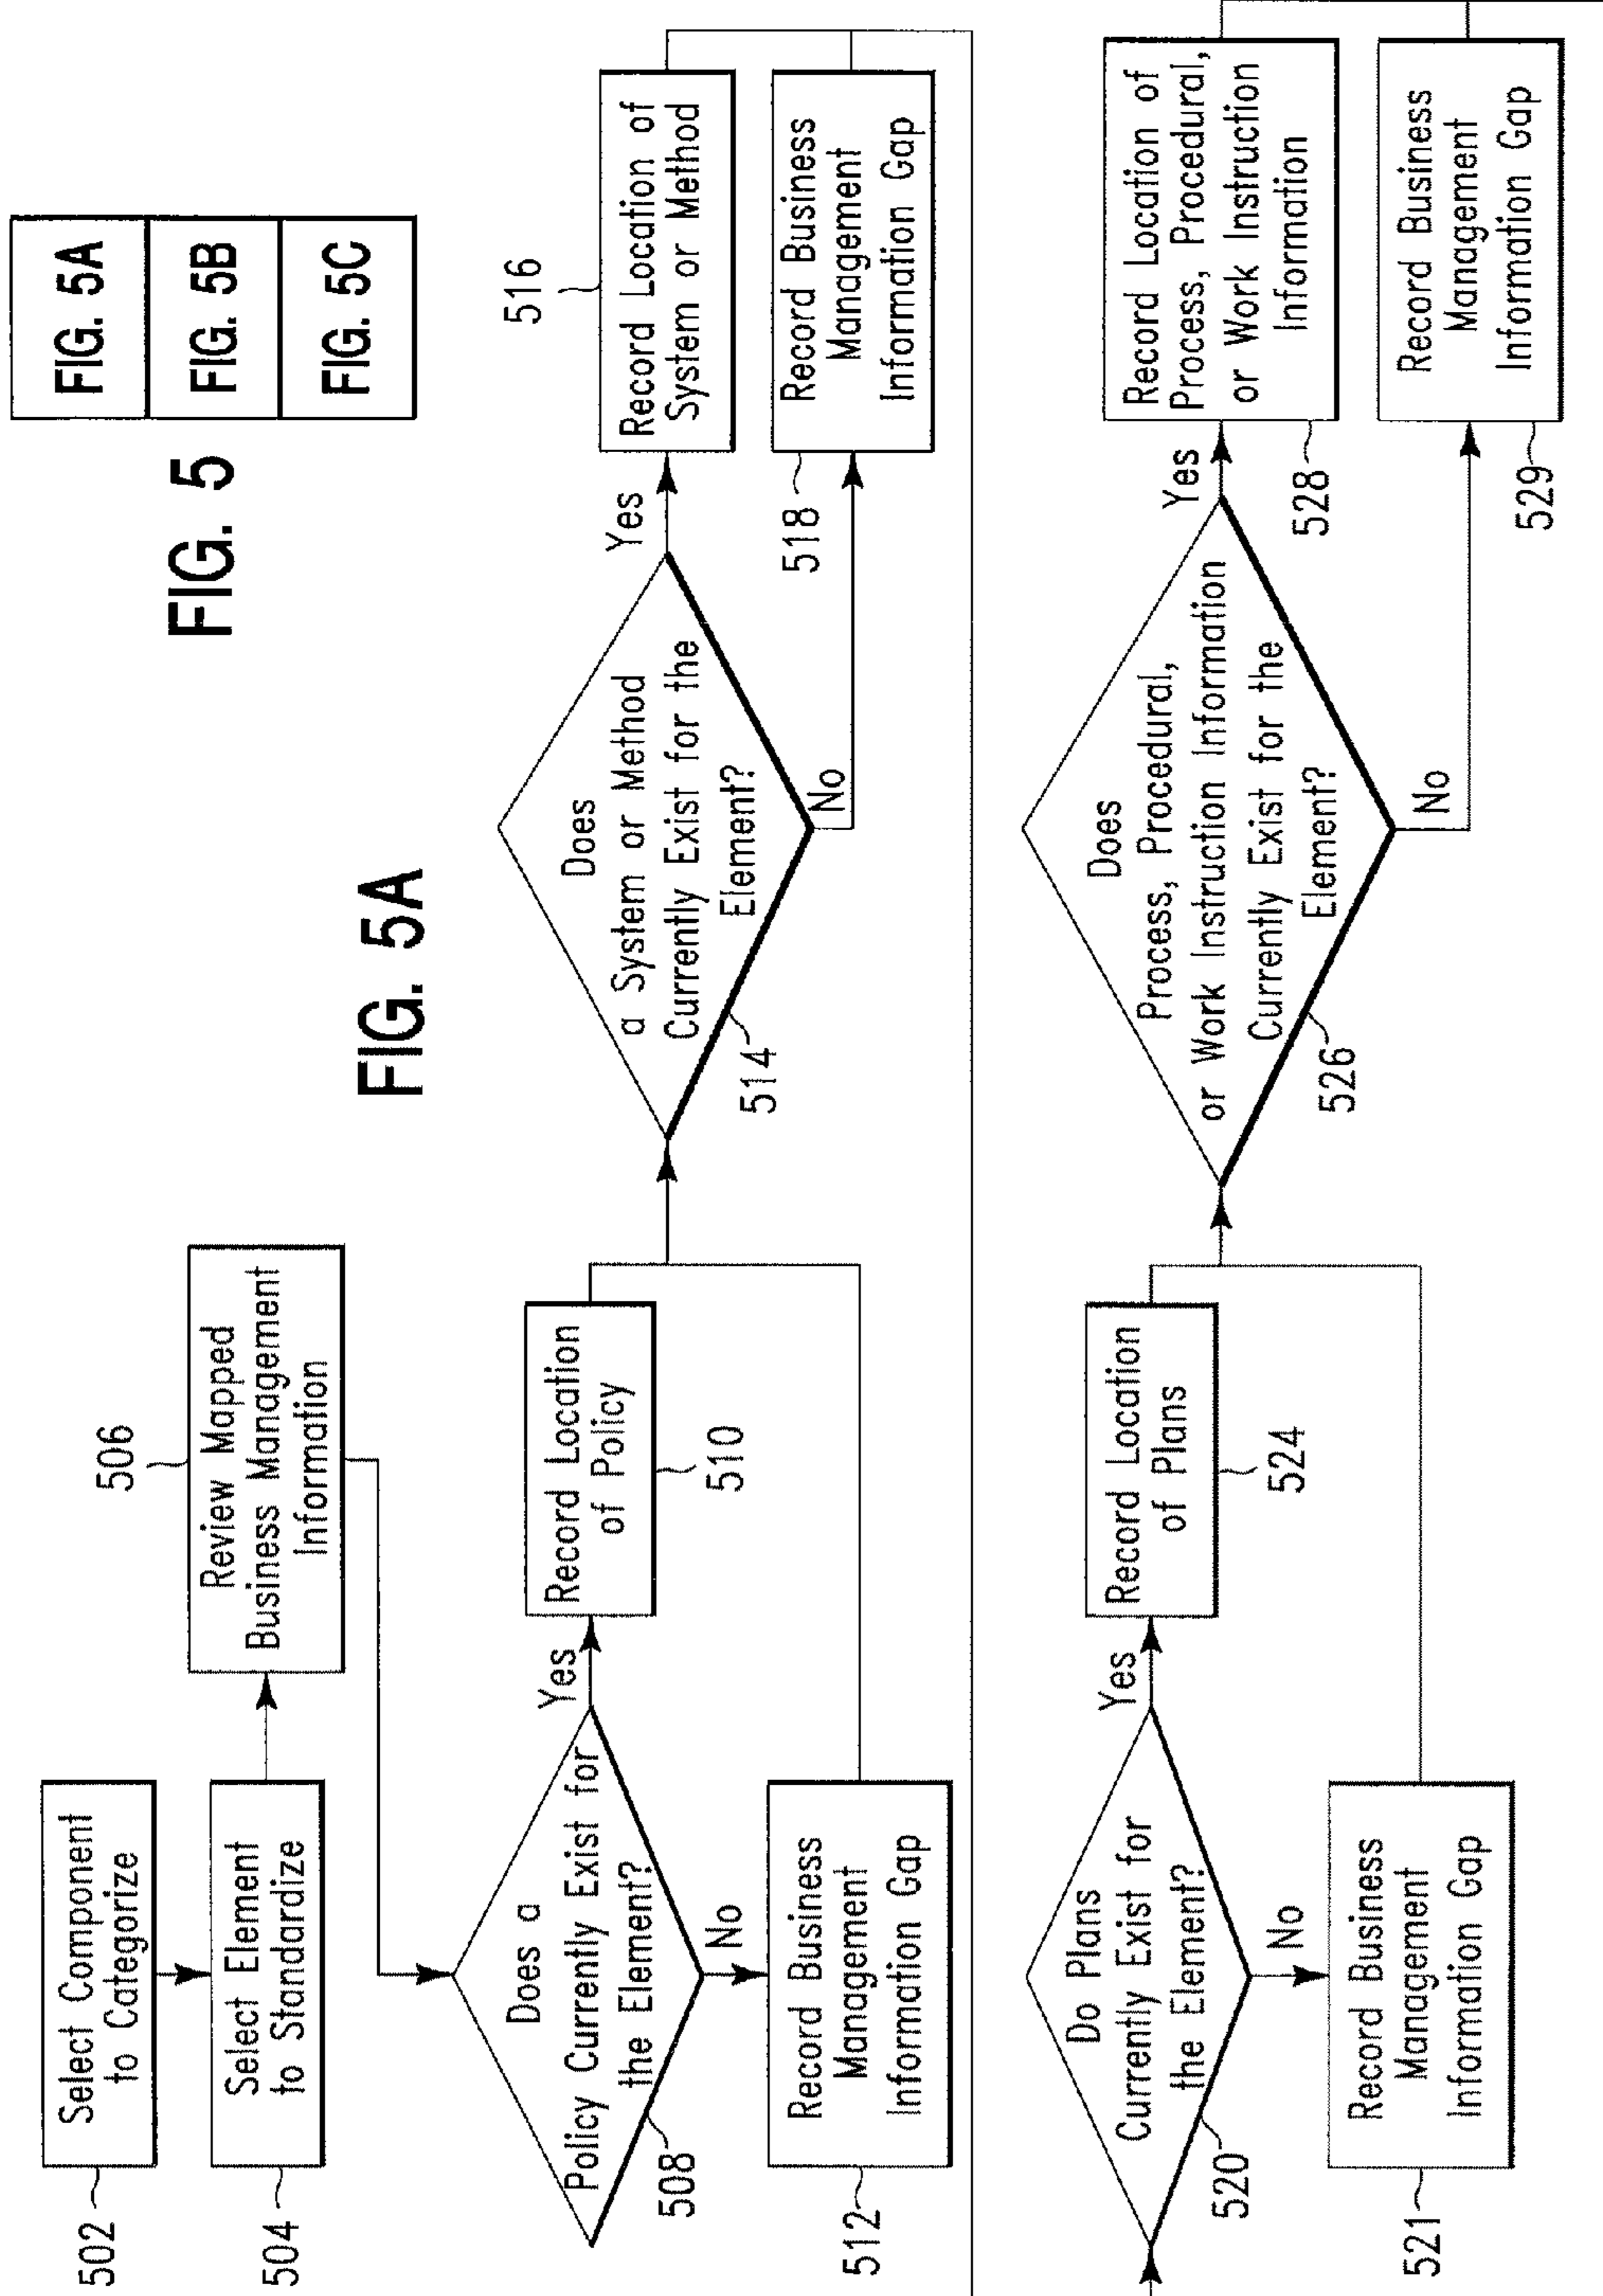 FIG. 5
FIG. 5A
FIG. 5B
FIG. 5C
FIG. 5A
502
Select Component
to Categorize
504
Select Element
to Standardize
506
Review Mapped
Business Management
Information
508
Does a
Policy Currently Exist for
the Element?
Yes
No
Record Location
of Policy
510
512
Record Business
Management
Information Gap
514
Does
a System or Method
Currently Exist for the
Element?
Yes
No
516
Record Location of
System or Method
518
Record Business
Management
Information Gap
520
Do Plans
Currently Exist for
the Element?
Yes
No
521
Record Business
Management
Information Gap
Record Location
of Plans
524
526
Does
Process, Procedural,
or Work Instruction Information
Currently Exist for the
Element?
Yes
No
528
Record Location of
Process, Procedural,
or Work Instruction
Information
529
Record Business
Management
Information Gap